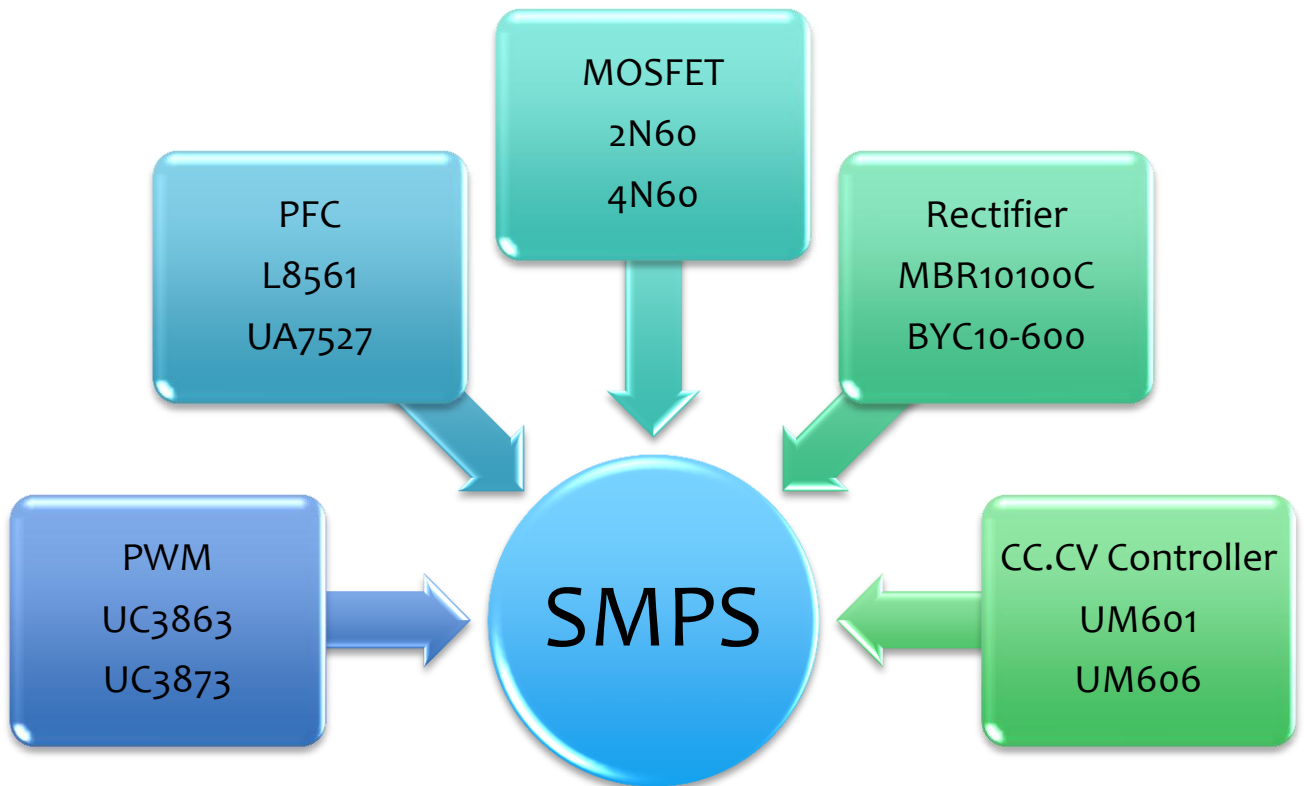 MOSFET
2N60
4N60
PFC
L8561
UA7527
Rectifier
MBR10100C
BYC10-600
PWM
UC3863
UC3873
SMPS
CC.CV Controller
UM601
UM606